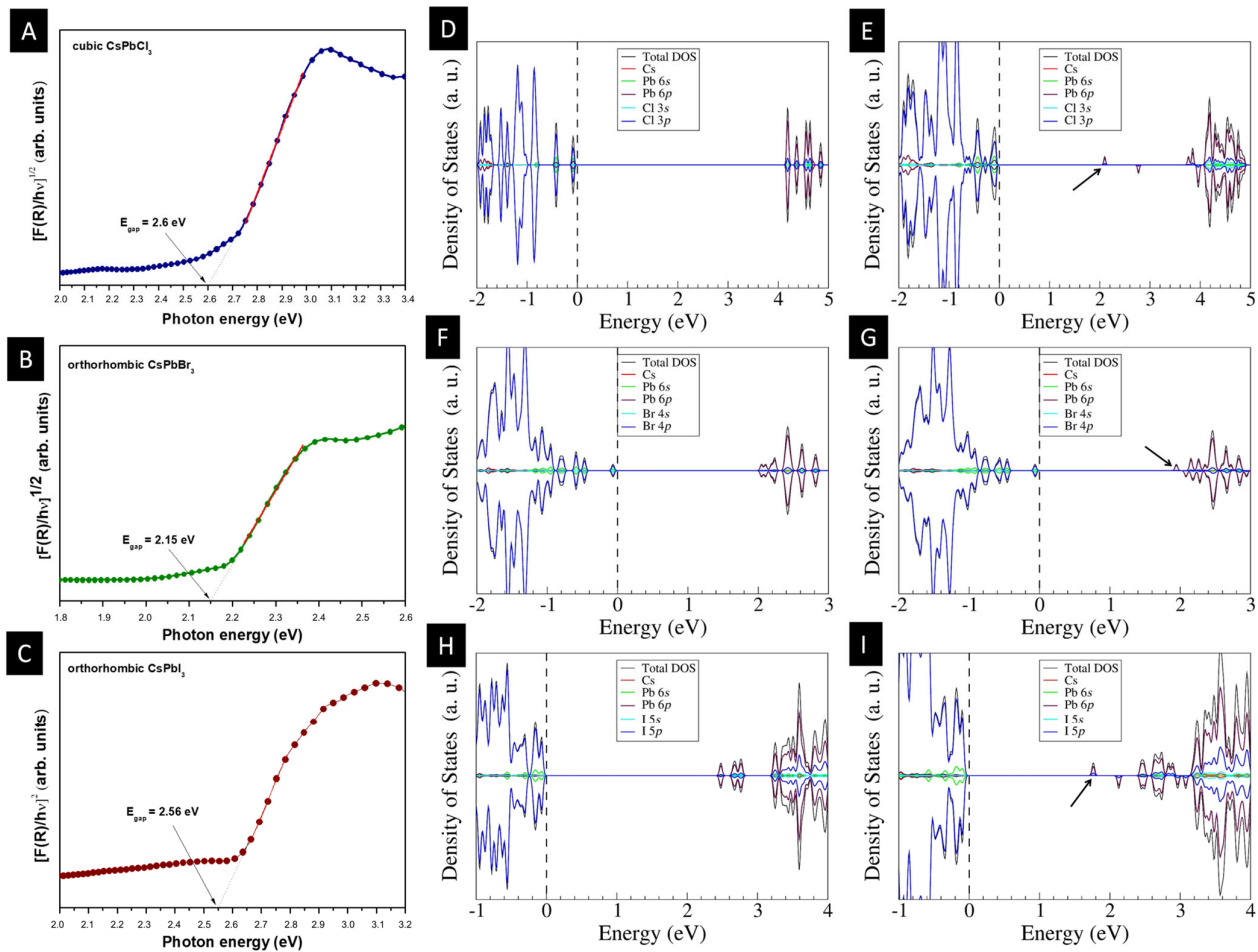 A
cubic CsPbCl3
[F(R)/hν]1/2 (arb. units)
Egap = 2.6 eV
2.0 2.1 2.2 2.3 2.4 2.5 2.6 2.7 2.8 2.9 3.0 3.1 3.2 3.3 3.4
Photon energy (eV)
D
Density of States (a. u.)
Total DOS
Cs
Pb 6s
Pb 6p
Cl 3s
Cl 3p
-2 -1 0 1 2 3 4 5
Energy (eV)
E
Density of States (a. u.)
Total DOS
Cs
Pb 6s
Pb 6p
Cl 3s
Cl 3p
-2 -1 0 1 2 3 4 5
Energy (eV)
B
orthorhombic CsPbBr3
[F(R)/hν]1/2 (arb. units)
Egap = 2.15 eV
1.8 1.9 2.0 2.1 2.2 2.3 2.4 2.5 2.6
Photon energy (eV)
F
Density of States (a. u.)
Total DOS
Cs
Pb 6s
Pb 6p
Br 4s
Br 4p
-2 -1 0 1 2 3
Energy (eV)
G
Density of States (a. u.)
Total DOS
Cs
Pb 6s
Pb 6p
Br 4s
Br 4p
-2 -1 0 1 2 3
Energy (eV)
C
orthorhombic CsPbI3
[F(R)/hν] (arb. units)
Egap = 2.56 eV
2.0 2.1 2.2 2.3 2.4 2.5 2.6 2.7 2.8 2.9 3.0 3.1 3.2
Photon energy (eV)
H
Density of States (a. u.)
Total DOS
Cs
Pb 6s
Pb 6p
I 5s
I 5p
-1 0 1 2 3 4
Energy (eV)
I
Density of States (a. u.)
Total DOS
Cs
Pb 6s
Pb 6p
I 5s
I 5p
-1 0 1 2 3 4
Energy (eV)